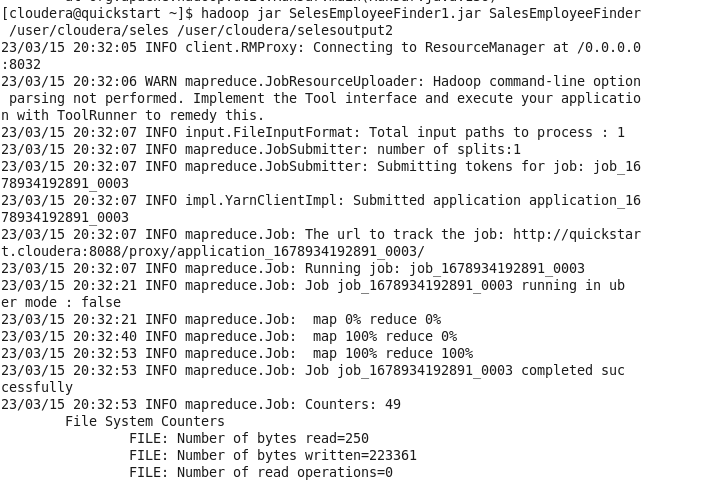 [cloudera@quickstart ~]$ hadoop jar SelesEmployeeFinder1.jar SalesEmployeeFinder
 /user/cloudera/seles /user/cloudera/selesoutput2
23/03/15 20:32:05 INFO client.RMProxy: Connecting to ResourceManager at /0.0.0.0
:8032
23/03/15 20:32:06 WARN mapreduce.JobResourceUploader: Hadoop command-line option
 parsing not performed. Implement the Tool interface and execute your applicatio
n with ToolRunner to remedy this.
23/03/15 20:32:07 INFO input.FileInputFormat: Total input paths to process : 1
23/03/15 20:32:07 INFO mapreduce.JobSubmitter: number of splits:1
23/03/15 20:32:07 INFO mapreduce.JobSubmitter: Submitting tokens for job: job_16
78934192891_0003
23/03/15 20:32:07 INFO impl.YarnClientImpl: Submitted application application_16
78934192891_0003
23/03/15 20:32:07 INFO mapreduce.Job: The url to track the job: http://quickstar
t.cloudera:8088/proxy/application_1678934192891_0003/
23/03/15 20:32:07 INFO mapreduce.Job: Running job: job_1678934192891_0003
23/03/15 20:32:21 INFO mapreduce.Job: Job job_1678934192891_0003 running in ub
er mode : false
23/03/15 20:32:21 INFO mapreduce.Job:  map 0% reduce 0%
23/03/15 20:32:40 INFO mapreduce.Job:  map 100% reduce 0%
23/03/15 20:32:53 INFO mapreduce.Job:  map 100% reduce 100%
23/03/15 20:32:53 INFO mapreduce.Job: Job job_1678934192891_0003 completed suc
cessfully
23/03/15 20:32:53 INFO mapreduce.Job: Counters: 49
        File System Counters
                FILE: Number of bytes read=250
                FILE: Number of bytes written=223361
                FILE: Number of read operations=0